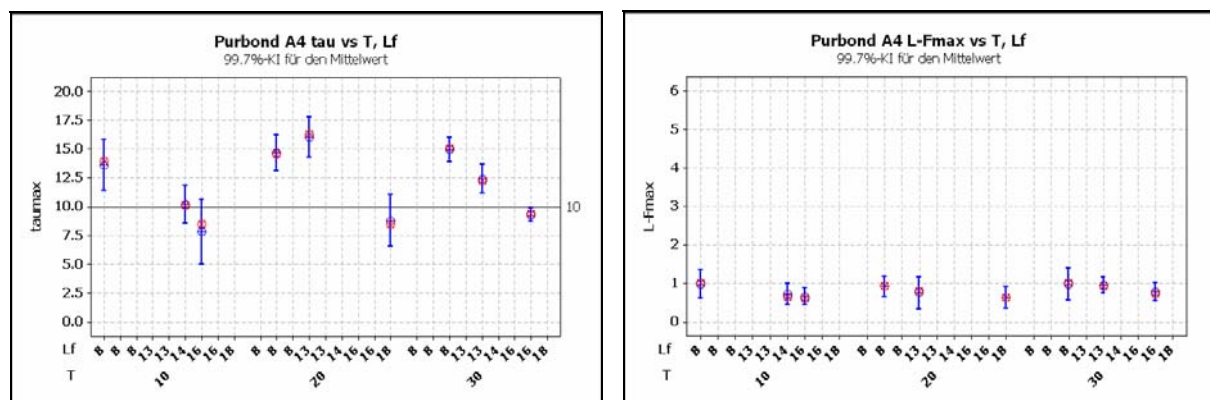 Purbond A4 tau vs T, Lf
99.7%-KI für den Mittelwert
20.0
17.5
15.0
12.5
10.0
7.5
5.0
2.5
0.0
taumax
10
Lf 8 8 8 13 13 14 16 16 18 8 8 8 13 13 14 16 16 18 8 8 8 13 13 14 16 16 18
T 10 20 30
Purbond A4 L-Fmax vs T, Lf
99.7%-KI für den Mittelwert
6
5
4
3
2
1
0
L-Fmax
Lf 8 8 8 13 13 14 16 16 18 8 8 8 13 13 14 16 16 18 8 8 8 13 13 14 16 16 18
T 10 20 30